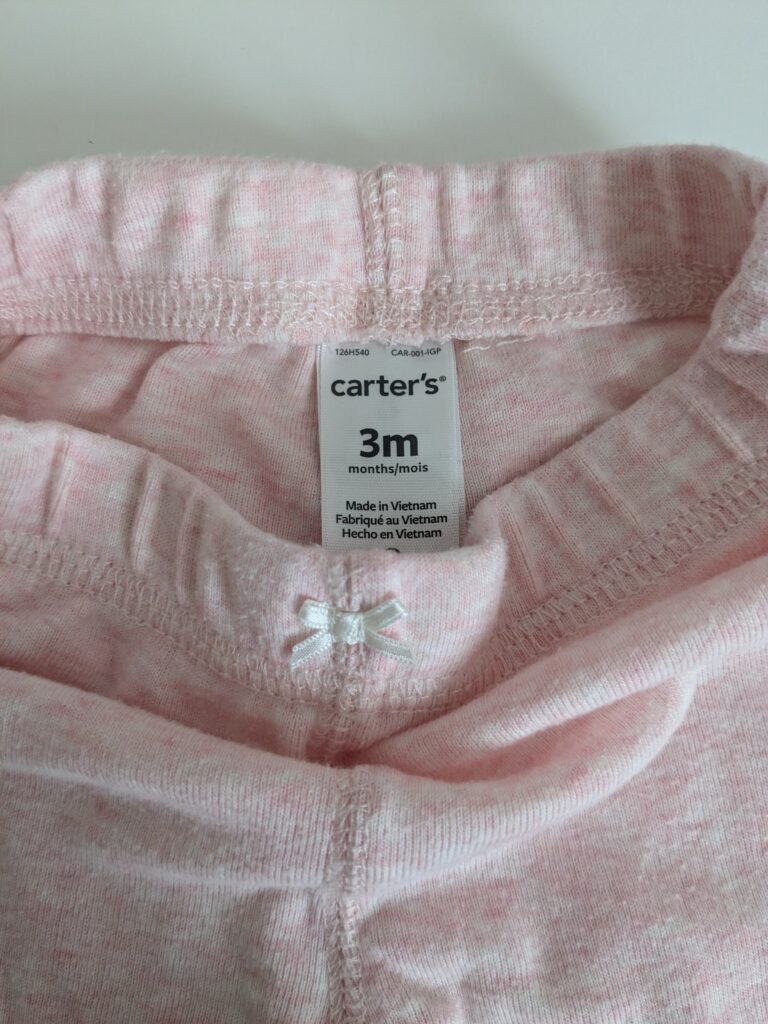 126H540 CAR-001-IGP
carter's®
3m
months/mois
Made in Vietnam
Fabriqué au Vietnam
Hecho en Vietnam